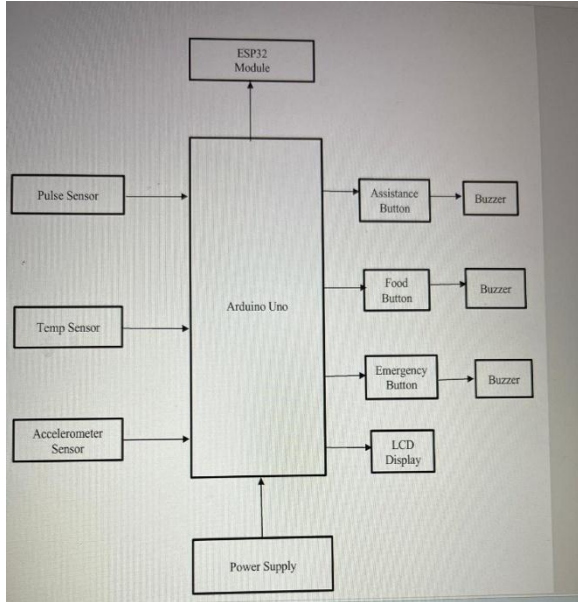 ESP32
Module
Pulse Sensor
Assistance
Button
Buzzer
Food
Button
Buzzer
Arduino Uno
Temp Sensor
Emergency
Button
Buzzer
Accelerometer
Sensor
LCD
Display
Power Supply